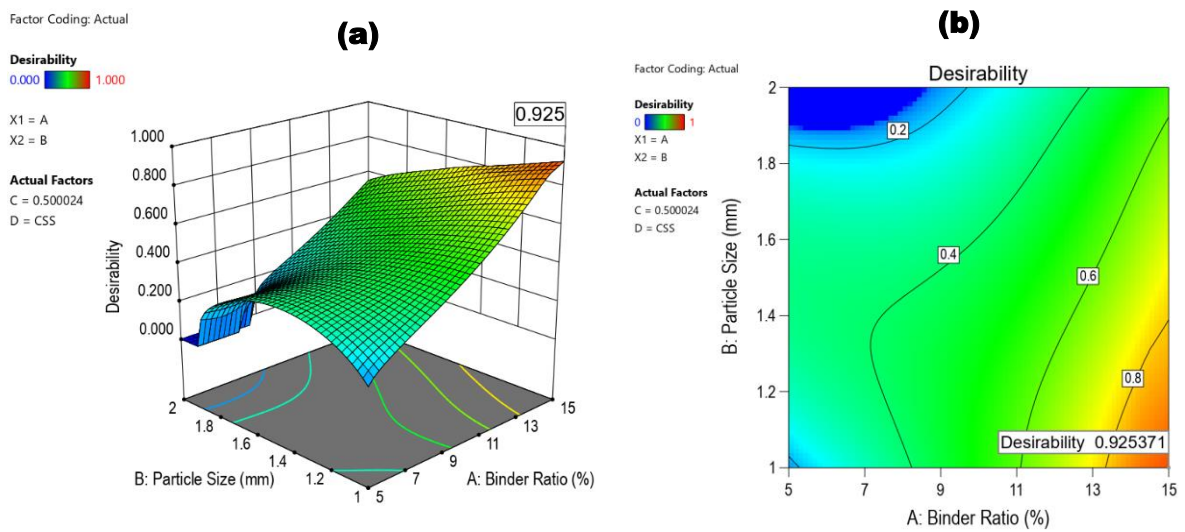 (a)
Factor Coding: Actual
Desirability
0.000 1.000
X1 = A
X2 = B
Actual Factors
C = 0.500024
D = CSS
0.925
1.000
0.800
0.600
0.400
0.200
0.000
Desirability
2
1.8
1.6
1.4
1.2
1
5
7
9
11
13
15
B: Particle Size (mm)
A: Binder Ratio (%)
(b)
Factor Coding: Actual
Desirability
0 1
X1 = A
X2 = B
Actual Factors
C = 0.500024
D = CSS
Desirability
2
1.8
1.6
1.4
1.2
1
B: Particle Size (mm)
0.2
0.4
0.6
0.8
Desirability 0.925371
5 7 9 11 13 15
A: Binder Ratio (%)